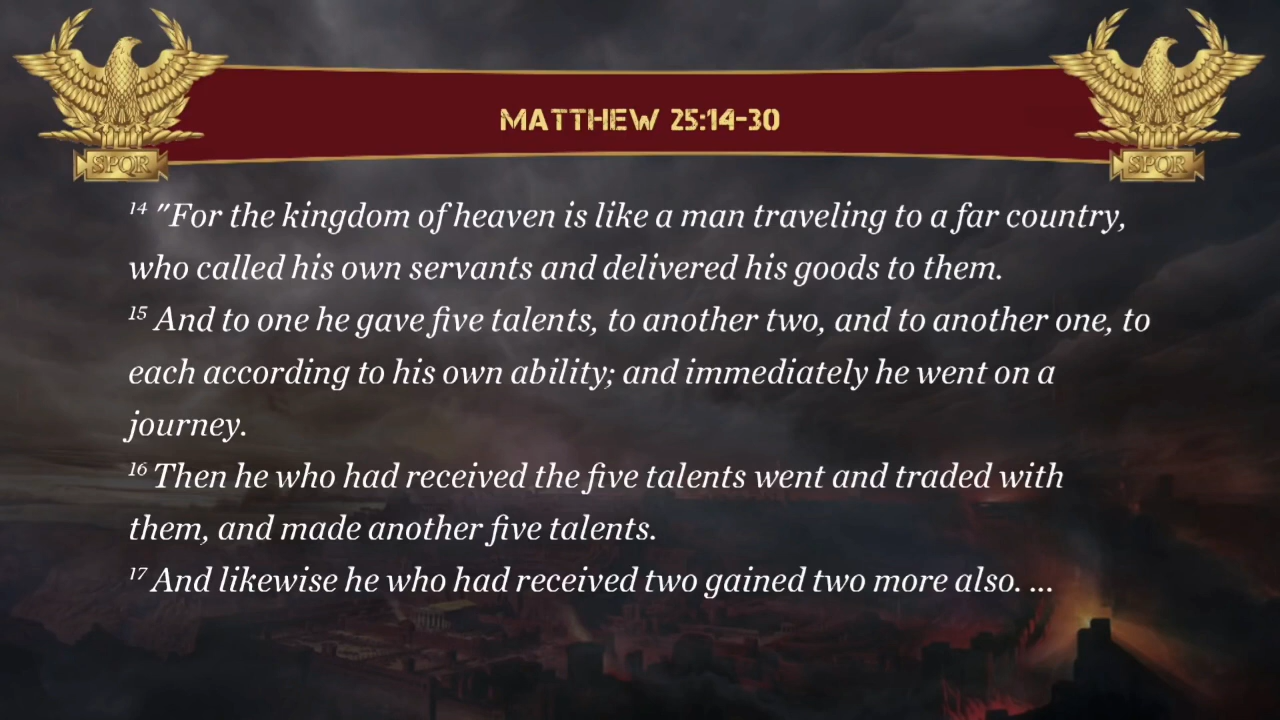 SPQR
MATTHEW 25:14-30
SPQR
14 "For the kingdom of heaven is like a man traveling to a far country,
who called his own servants and delivered his goods to them.
15 And to one he gave five talents, to another two, and to another one, to
each according to his own ability; and immediately he went on a
journey.
16 Then he who had received the five talents went and traded with
them, and made another five talents.
17 And likewise he who had received two gained two more also. ...